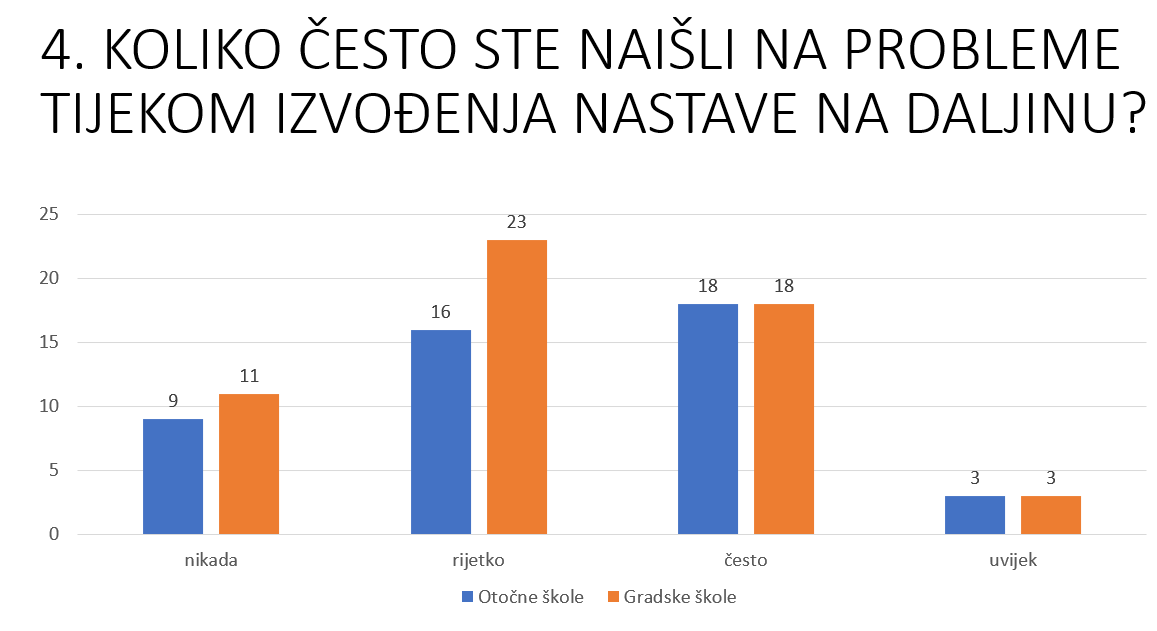 4. KOLIKO ČESTO STE NAIŠLI NA PROBLEME
TIJEKOM IZVOĐENJA NASTAVE NA DALJINU?
25
20
15
10
5
0
9
11
16
23
18
18
3
3
nikada
rijetko
često
uvijek
Otočne škole
Gradske škole